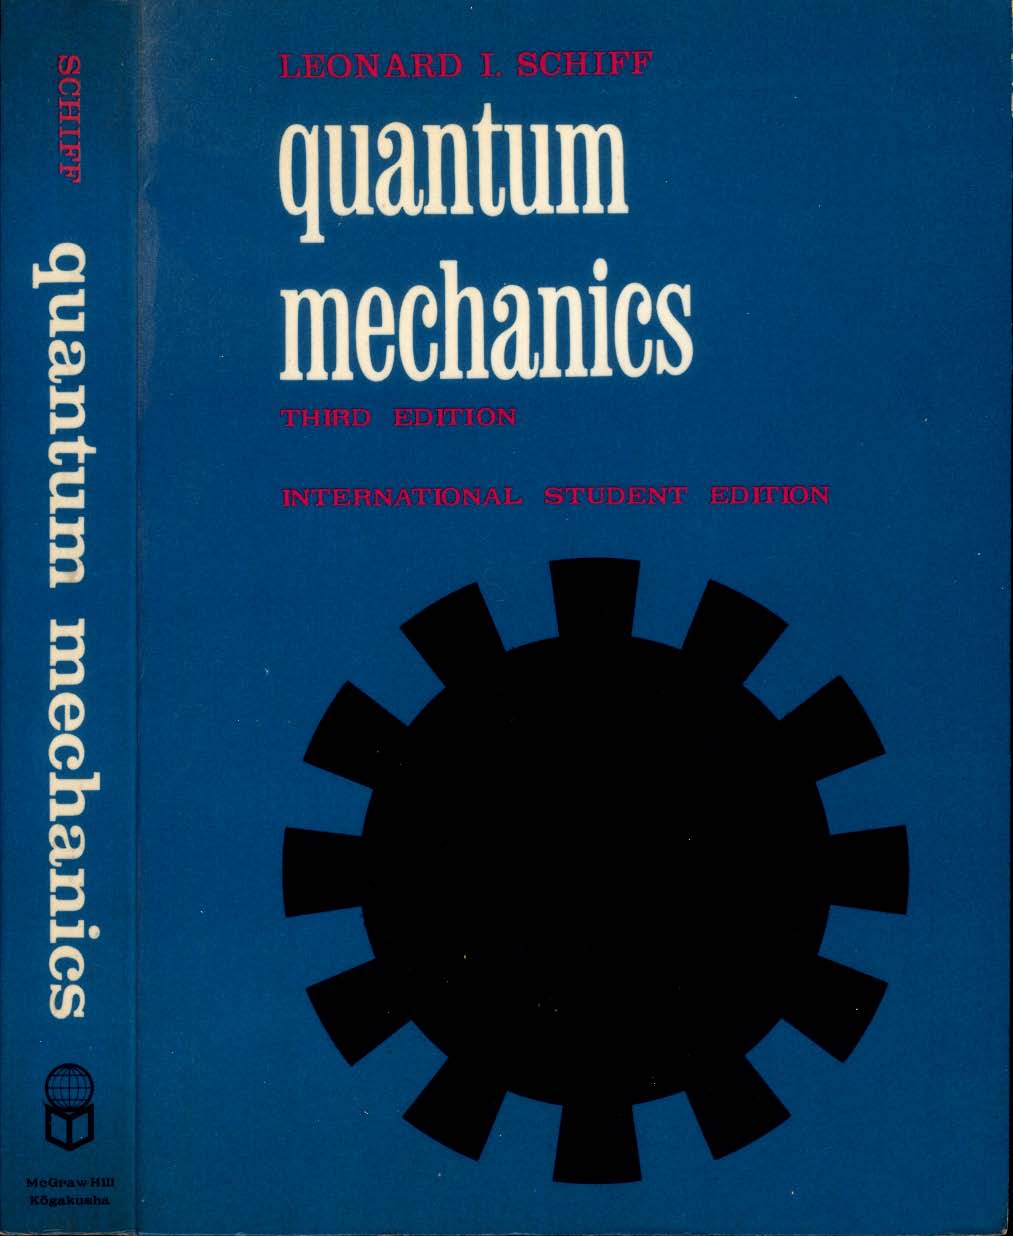 SCHIFF
quantum mechanics
McGraw-Hill
Kōgakusha
LEONARD I. SCHIFF
quantum
mechanics
THIRD EDITION
INTERNATIONAL STUDENT EDITION